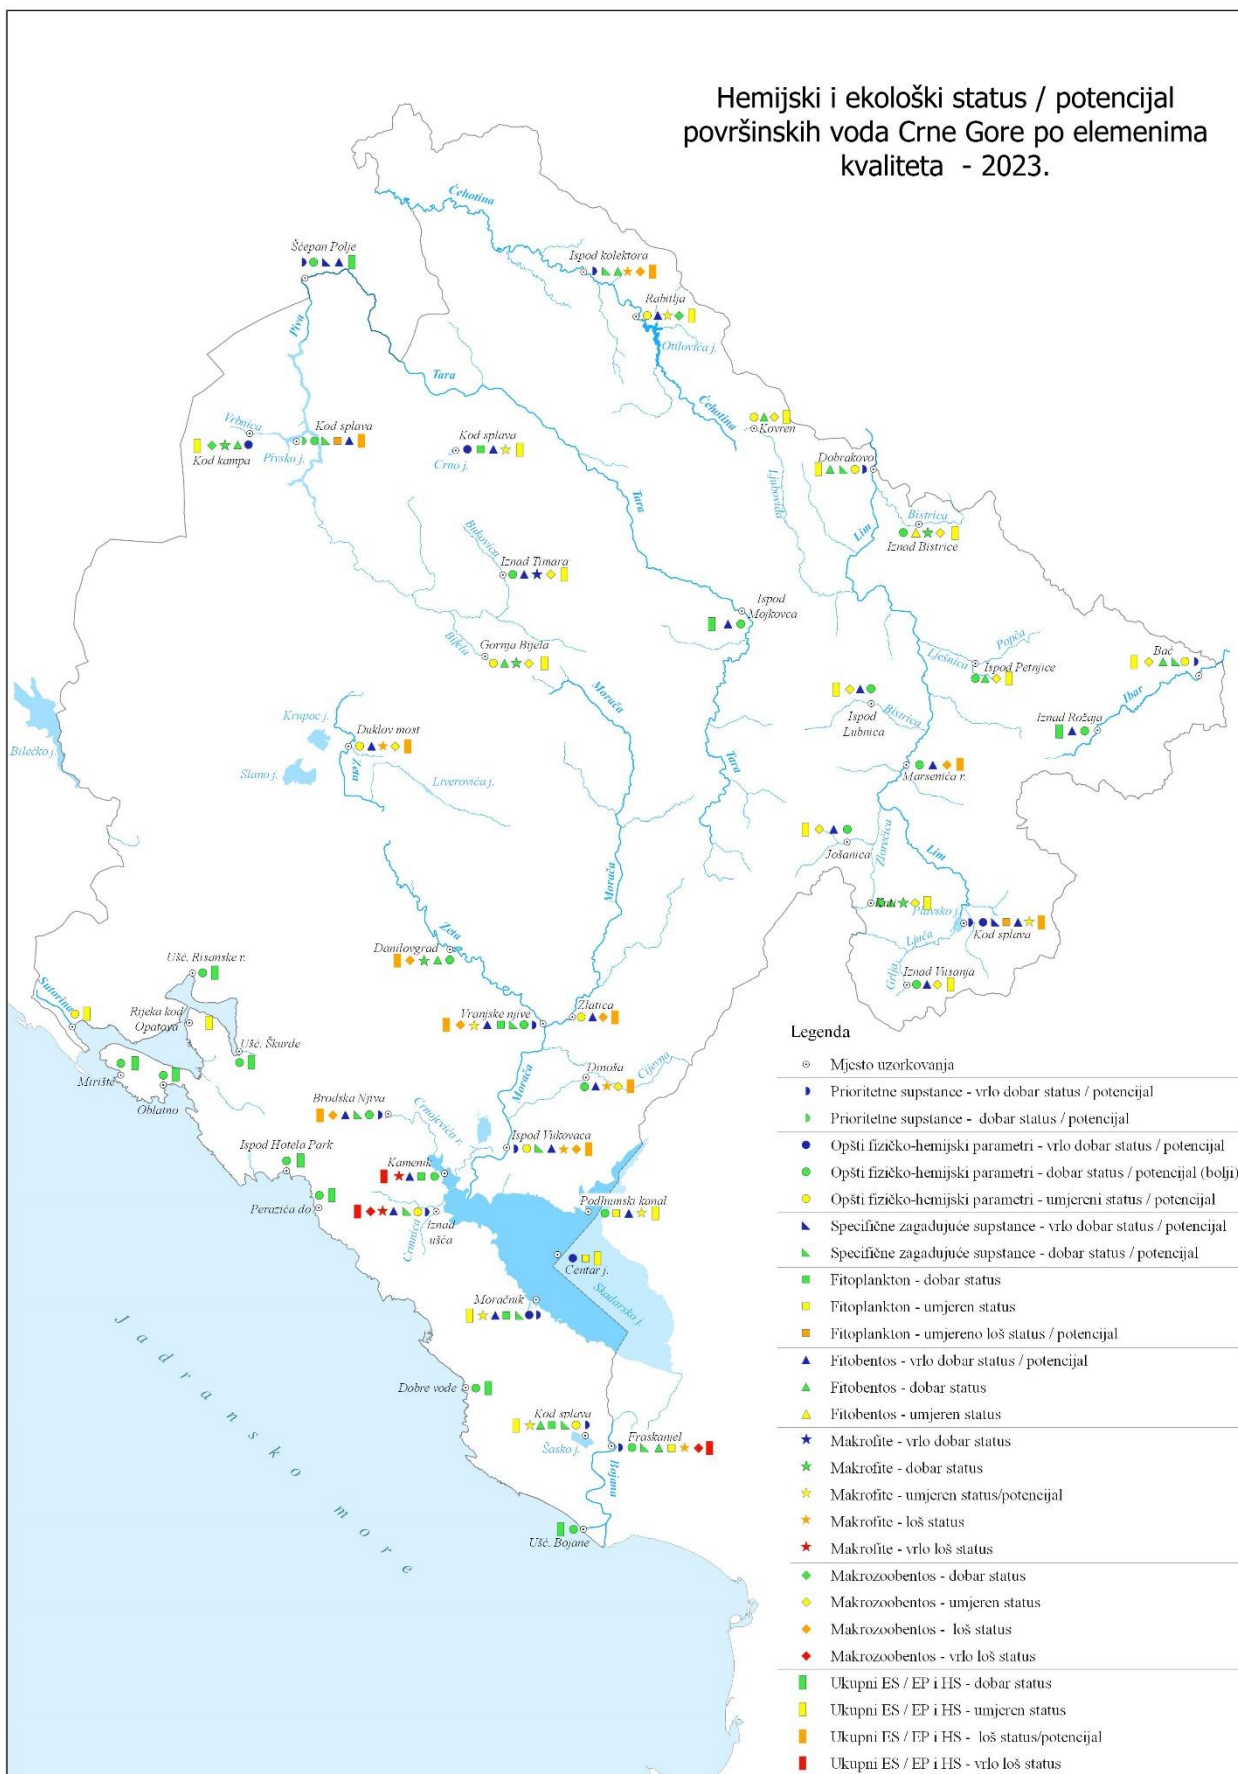 Hemijski i ekološki status / potencijal
površinskih voda Crne Gore po elemenima
kvaliteta - 2023.
Ćehotina
Šćepan Polje
Ispod kolektora
Rabitlja
Otilovića j.
Piva
Tara
Ćehotina
Vrbnica
Kod splava
Kod kampa
Pivsko j.
Kod splava
Crno j.
Kovren
Dobrakovo
Ljuboviđa
Tara
Bistrica
Lim
Iznad Bistrice
Bukovica
Iznad Timara
Ispod
Mojkovca
Popča
Bijela
Gornja Bijela
Lješnica
Ispod Petnjice
Bać
Ibar
Morača
Ispod
Lubnica
Bistrica
Iznad Rožaja
Krupac j.
Duklov most
Bilećko j.
Slano j.
Zeta
Liverovića j.
Tara
Marsenića r.
Jošanica
Zlorečica
Lim
Morača
Kuti
Plavsko j.
Kod splava
Ljuča
Zeta
Danilovgrad
Grlja
Iznad Vusanja
Ušć. Risanske r.
Sutorina
Rijeka kod
Opatova
Vranjske njive
Zlatica
Ušć. Škurde
Mirište
Oblatno
Dinoša
Cijevna
Morača
Brodska Njiva
Crnojevića r.
Ispod Hotela Park
Ispod Vukovaca
Kamenik
Perazića do
Iznad
ušća
Crmnica
Podhumski kanal
Centar j.
Skadarsko j.
Moračnik
Jadransko more
Dobre vode
Kod splava
Šasko j.
Fraskanjel
Bojana
Ušć. Bojane
Legenda
Mjesto uzorkovanja
Prioritetne supstance - vrlo dobar status / potencijal
Prioritetne supstance - dobar status / potencijal
Opšti fizičko-hemijski parametri - vrlo dobar status / potencijal
Opšti fizičko-hemijski parametri - dobar status / potencijal (bolji)
Opšti fizičko-hemijski parametri - umjereni status / potencijal
Specifične zagađujuće supstance - vrlo dobar status / potencijal
Specifične zagađujuće supstance - dobar status / potencijal
Fitoplankton - dobar status
Fitoplankton - umjeren status
Fitoplankton - umjereno loš status / potencijal
Fitobentos - vrlo dobar status / potencijal
Fitobentos - dobar status
Fitobentos - umjeren status
Makrofite - vrlo dobar status
Makrofite - dobar status
Makrofite - umjeren status/potencijal
Makrofite - loš status
Makrofite - vrlo loš status
Makrozoobentos - dobar status
Makrozoobentos - umjeren status
Makrozoobentos - loš status
Makrozoobentos - vrlo loš status
Ukupni ES / EP i HS - dobar status
Ukupni ES / EP i HS - umjeren status
Ukupni ES / EP i HS - loš status/potencijal
Ukupni ES / EP i HS - vrlo loš status